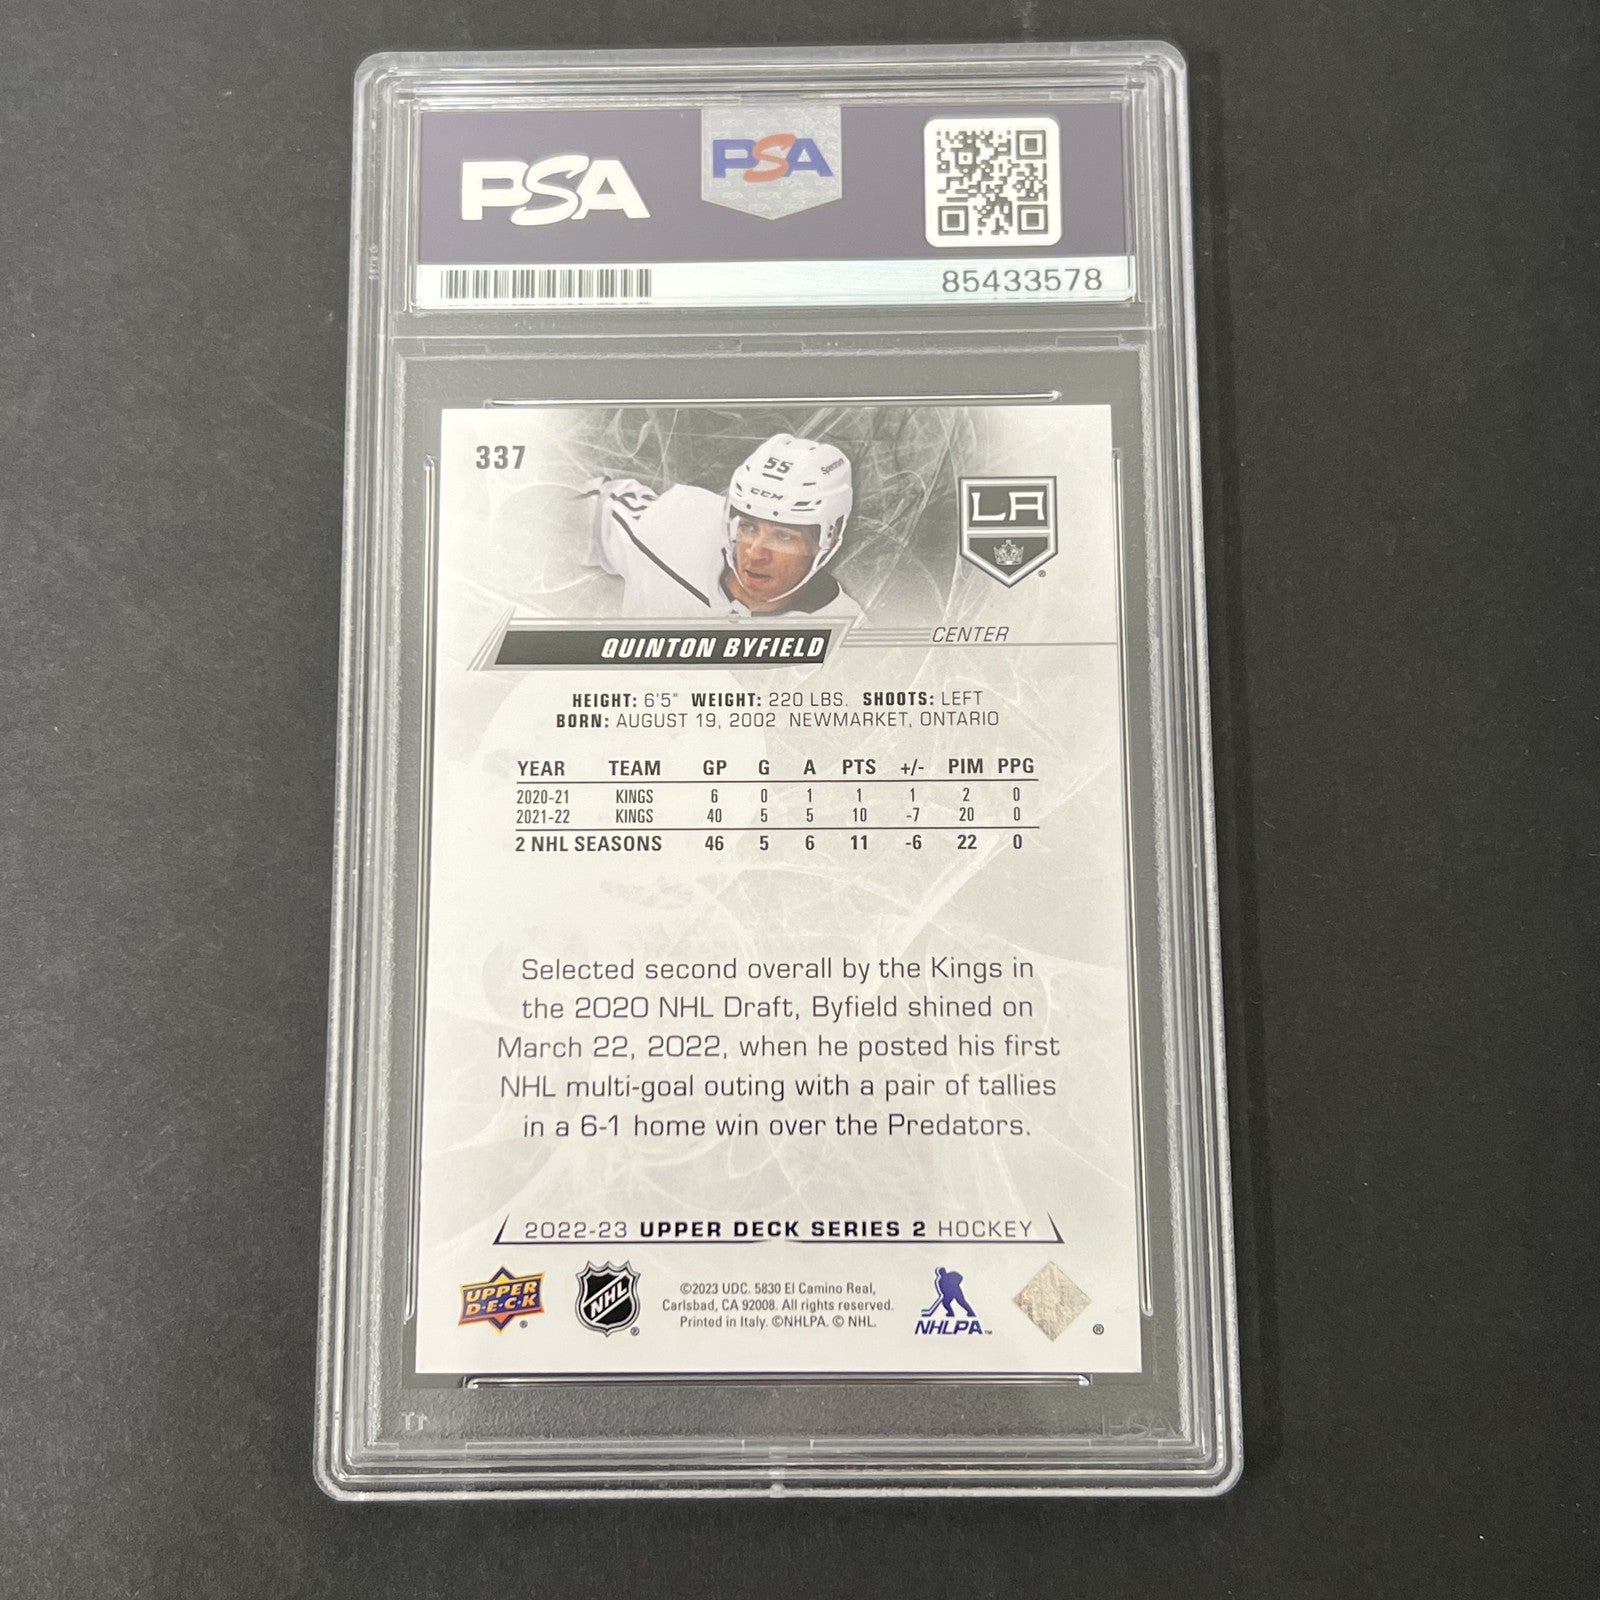 PSA
PSA
85433578
337
55
CCM
Spectrum
LA
QUINTON BYFIELD
CENTER
HEIGHT: 6'5" WEIGHT: 220 LBS. SHOOTS: LEFT
BORN: AUGUST 19, 2002 NEWMARKET, ONTARIO
YEAR TEAM GP G A PTS +/- PIM PPG
2020-21 KINGS 6 0 1 1 1 2 0
2021-22 KINGS 40 5 5 10 -7 20 0
2 NHL SEASONS 46 5 6 11 -6 22 0
Selected second overall by the Kings in
the 2020 NHL Draft, Byfield shined on
March 22, 2022, when he posted his first
NHL multi-goal outing with a pair of tallies
in a 6-1 home win over the Predators.
2022-23 UPPER DECK SERIES 2 HOCKEY
UPPER
D·E·C·K ®
NHL ®
©2023 UDC. 5830 El Camino Real,
Carlsbad, CA 92008. All rights reserved.
Printed in Italy. ©NHLPA. © NHL.
NHLPA™
®
PSA